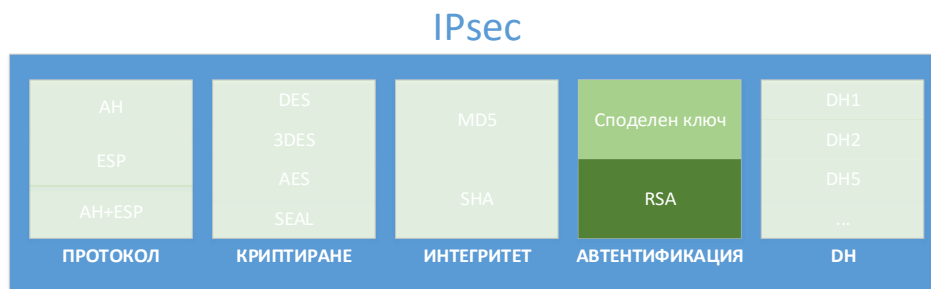 IPsec
AH
ESP
AH+ESP
ПРОТОКОЛ
DES
3DES
AES
SEAL
КРИПТИРАНЕ
MD5
SHA
ИНТЕГРИТЕТ
Споделен ключ
RSA
АВТЕНТИФИКАЦИЯ
DH1
DH2
DH5
...
DH